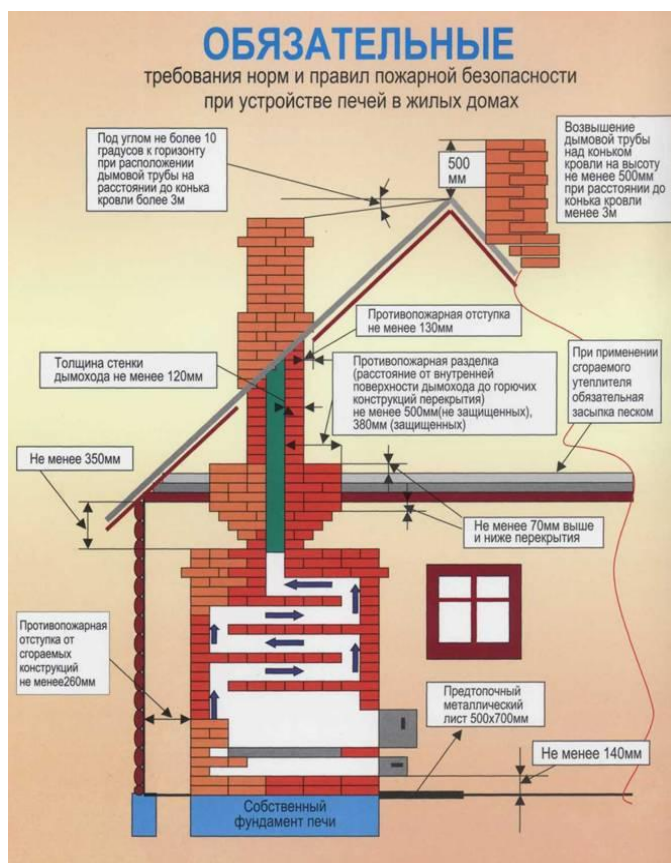 ОБЯЗАТЕЛЬНЫЕ
требования норм и правил пожарной безопасности
при устройстве печей в жилых домах
Под углом не более 10
градусов к горизонту
при расположении
дымовой трубы на
расстоянии до конька
кровли более 3м
500
мм
Возвышение
дымовой трубы
над коньком
кровли на высоту
не менее 500мм
при расстоянии до
конька кровли
менее 3м
Противопожарная отступка
не менее 130мм
Толщина стенки
дымохода не менее 120мм
Противопожарная разделка
(расстояние от внутренней
поверхности дымохода до горючих
конструкций перекрытия)
не менее 500мм(не защищенных),
380мм (защищенных)
При применении
сгораемого
утеплителя
обязательная
засыпка песком
Не менее 350мм
Не менее 70мм выше
и ниже перекрытия
Противопожарная
отступка от
сгораемых
конструкций
не менее260мм
Предтопочный
металлический
лист 500х700мм
Не менее 140мм
Собственный
фундамент печи